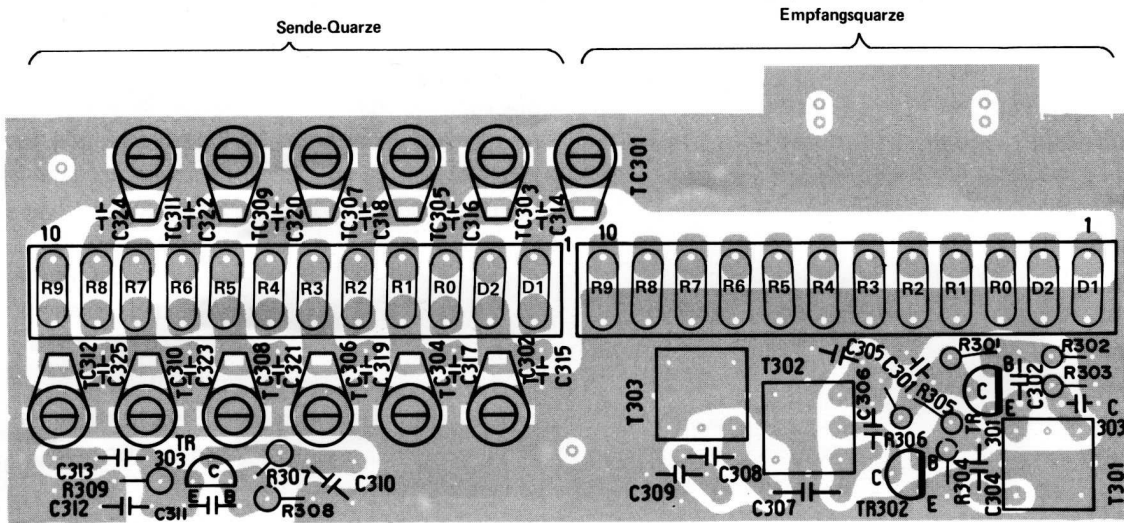 Sende-Quarze
Empfangsquarze
TC301
C324 TC311 C322 TC309 C320 TC307 C318 TC305 C316 TC303 C314
10 1
10 1
R9 R8 R7 R6 R5 R4 R3 R2 R1 R0 D2 D1
R9 R8 R7 R6 R5 R4 R3 R2 R1 R0 D2 D1
TC312 C325 TC310 C323 TC308 C321 TC306 C319 TC304 C317 TC302 C315
T303
T302
C305
C306
C301
R305
R301
R302
R303
B
C
E
C302
C
303
TR
301
R306
TR
303
C313
R309
C312
C311
C
E B
R307
R308
C310
C309
C308
C307
C
B
E
TR302
R304
C304
T301